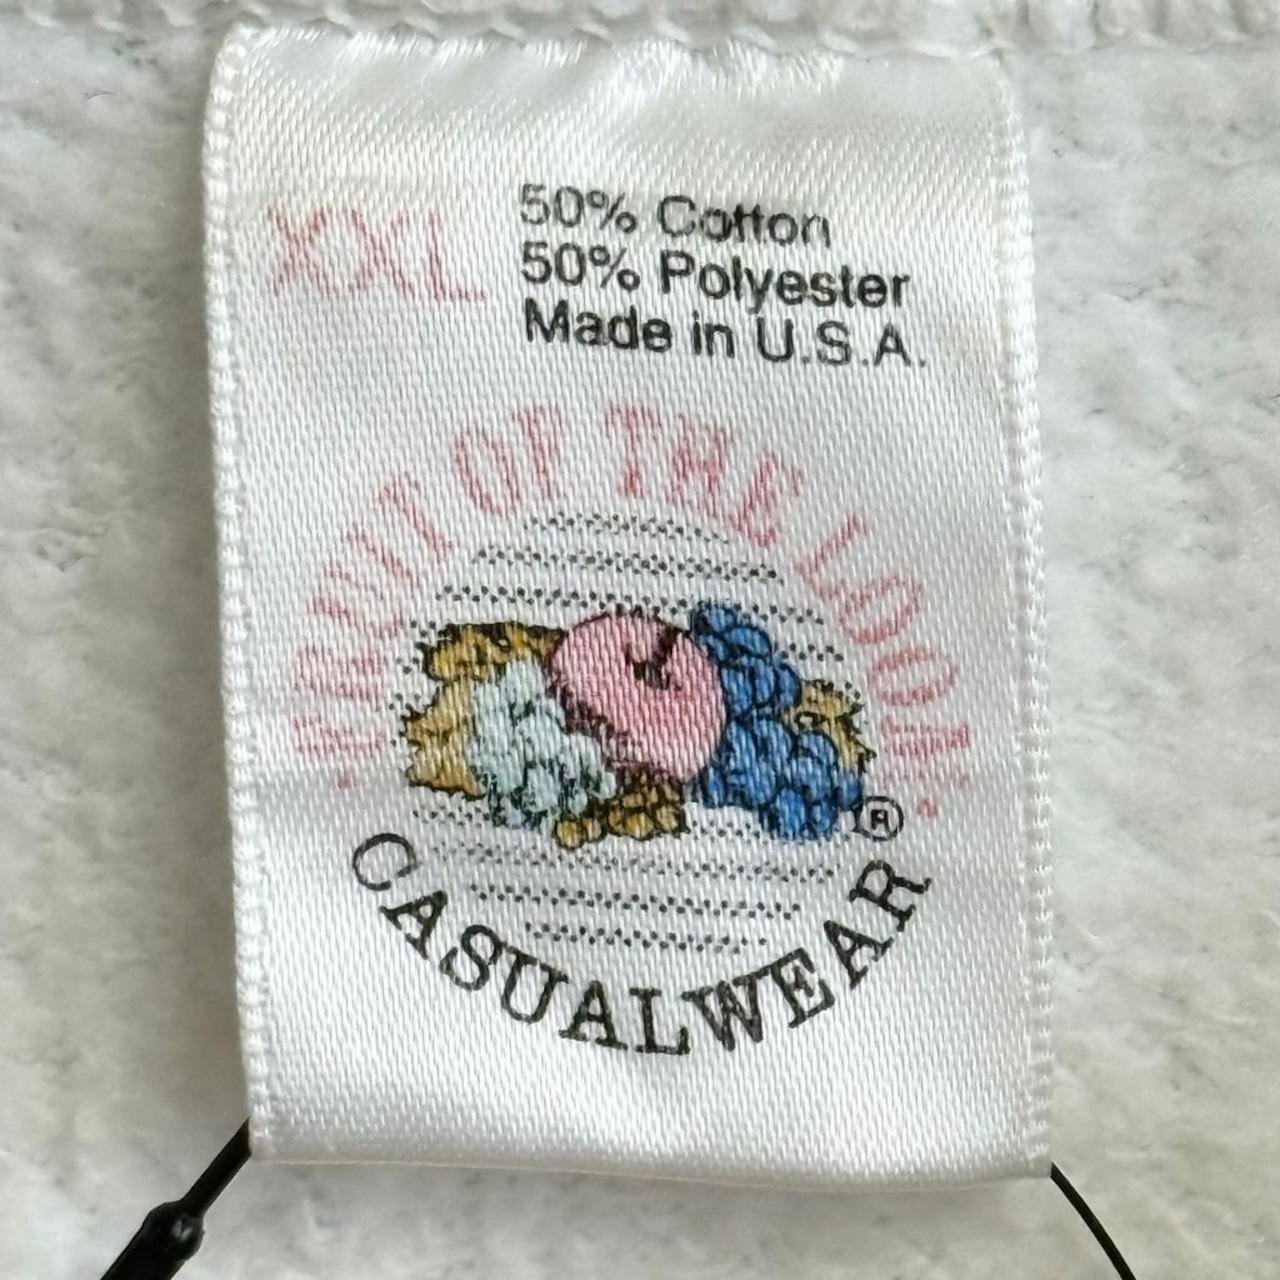 XXL
50% Cotton
50% Polyester
Made in U.S.A.
FRUIT OF THE LOOM
®
CASUALWEAR